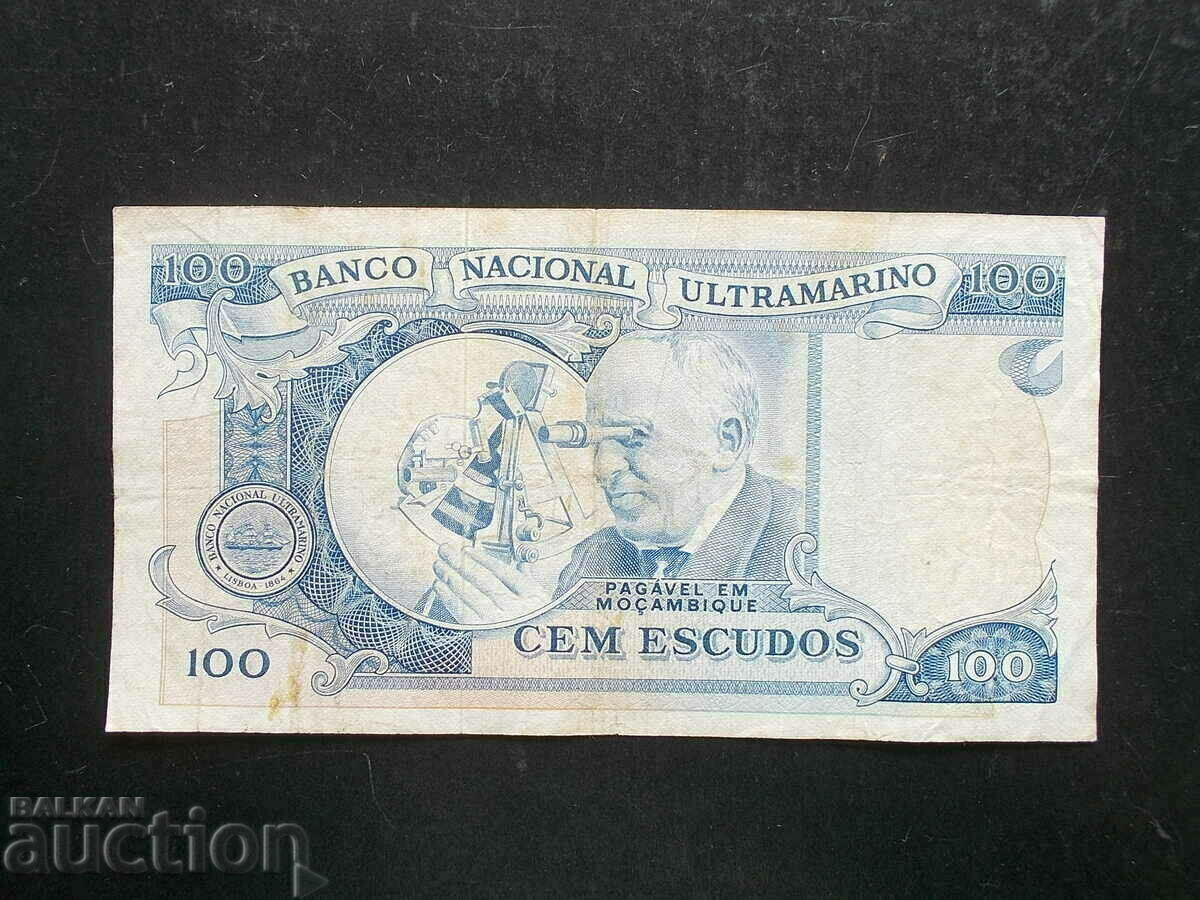 100 BANCO NACIONAL ULTRAMARINO 100
BANCO NACIONAL ULTRAMARINO
LISBOA - 1864
PAGÁVEL EM
MOÇAMBIQUE
CEM ESCUDOS
100
100
BALKAN
auction